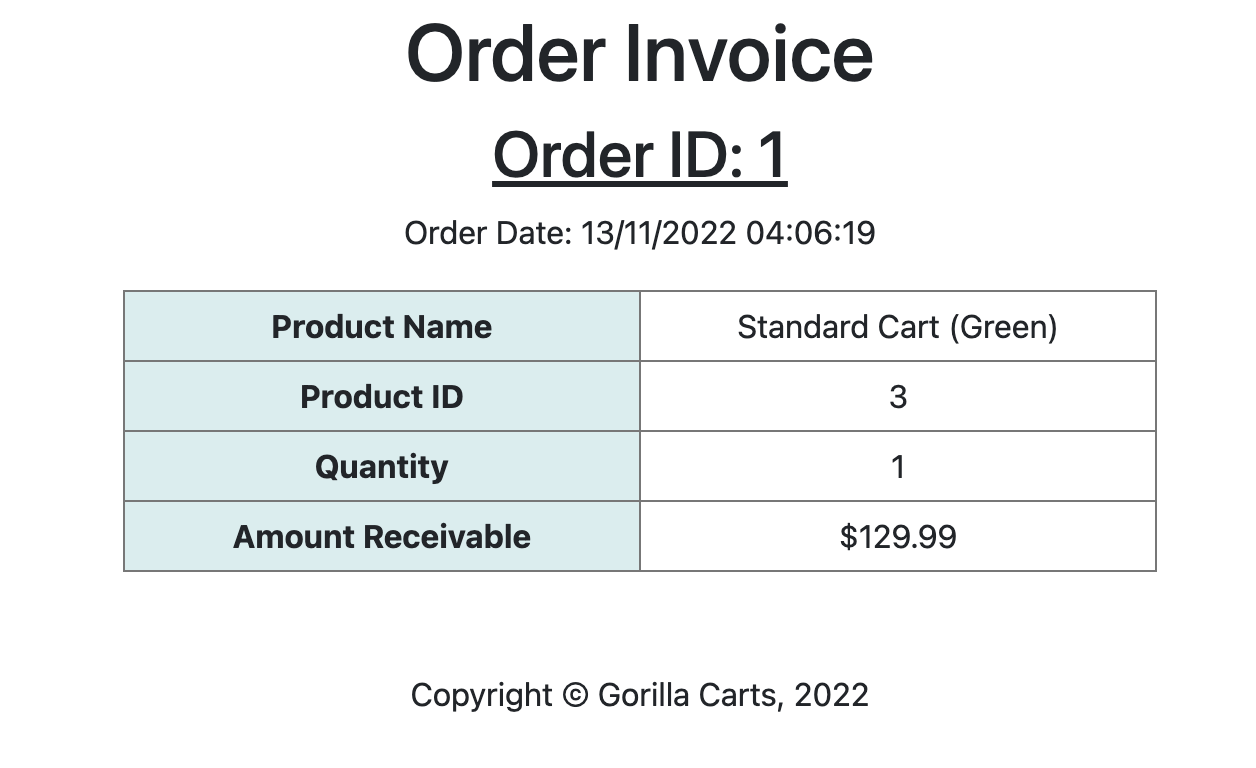 Order Invoice
Order ID: 1
Order Date: 13/11/2022 04:06:19
Product Name Standard Cart (Green)
Product ID 3
Quantity 1
Amount Receivable $129.99
Copyright © Gorilla Carts, 2022